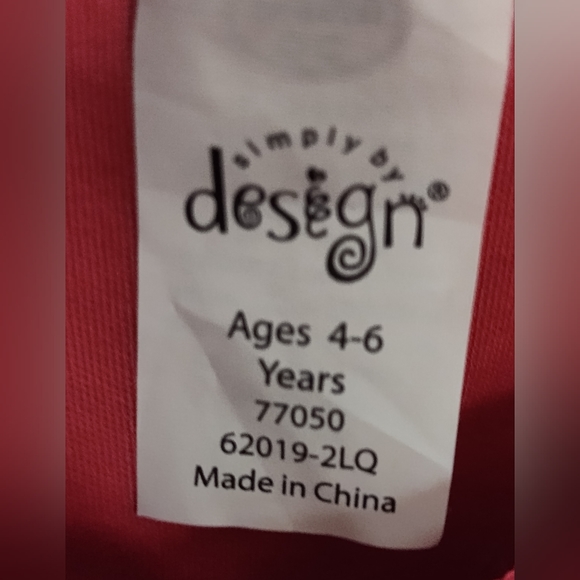 simply by
design®
Ages 4-6
Years
77050
62019-2LQ
Made in China